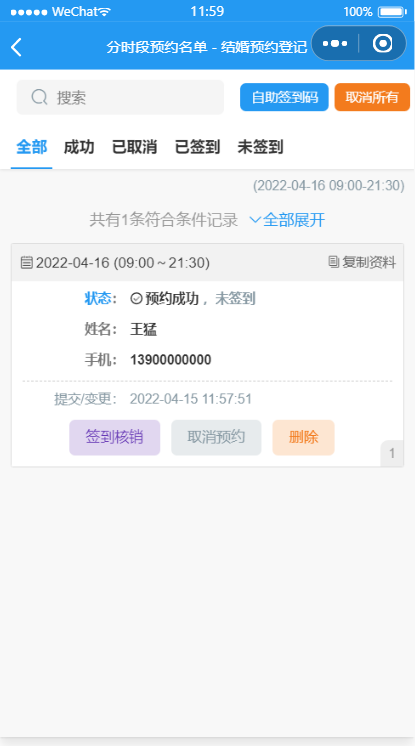 WeChat 11:59 100%
分时段预约名单 - 结婚预约登记
搜索 自助签到码 取消所有
全部 成功 已取消 已签到 未签到
(2022-04-16 09:00-21:30)
共有1条符合条件记录 全部展开
2022-04-16 (09:00～21:30) 复制资料
状态： 预约成功 ，未签到
姓名： 王猛
手机： 13900000000
提交/变更： 2022-04-15 11:57:51
签到核销 取消预约 删除
1